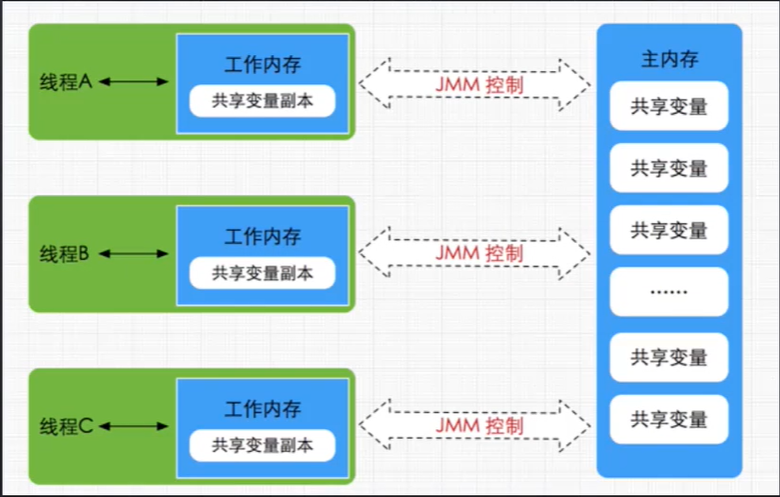 线程A
工作内存
共享变量副本
JMM 控制
线程B
工作内存
共享变量副本
JMM 控制
线程C
工作内存
共享变量副本
JMM 控制
主内存
共享变量
共享变量
共享变量
……
共享变量
共享变量